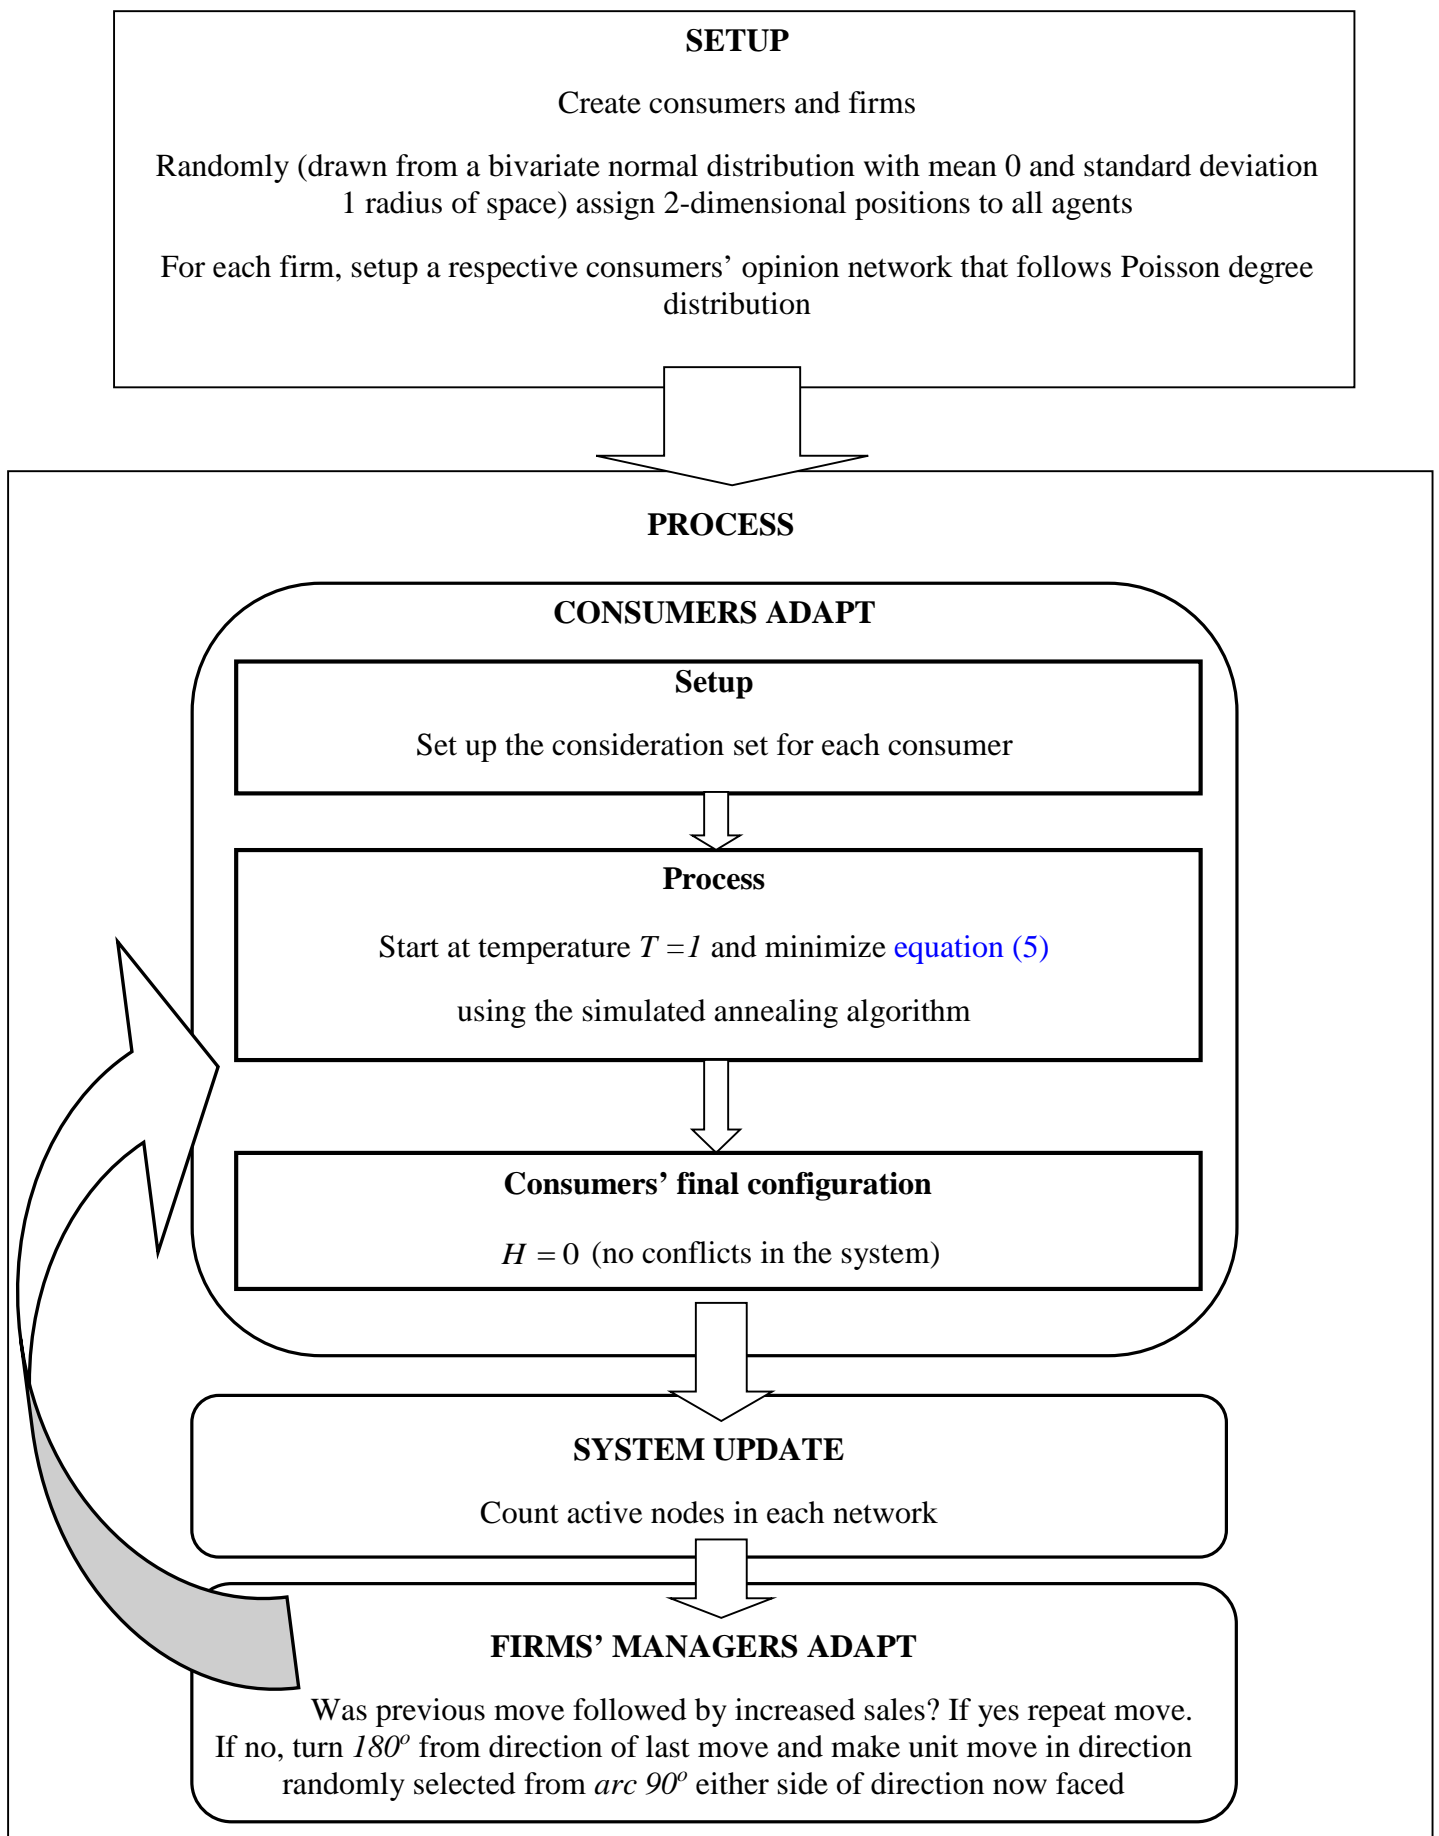 SETUP
Create consumers and firms
Randomly (drawn from a bivariate normal distribution with mean 0 and standard deviation
1 radius of space) assign 2-dimensional positions to all agents
For each firm, setup a respective consumers’ opinion network that follows Poisson degree
distribution
PROCESS
CONSUMERS ADAPT
Setup
Set up the consideration set for each consumer
Process
Start at temperature T =1 and minimize equation (5)
using the simulated annealing algorithm
Consumers’ final configuration
H = 0 (no conflicts in the system)
SYSTEM UPDATE
Count active nodes in each network
FIRMS’ MANAGERS ADAPT
Was previous move followed by increased sales? If yes repeat move.
If no, turn 180º from direction of last move and make unit move in direction
randomly selected from arc 90º either side of direction now faced